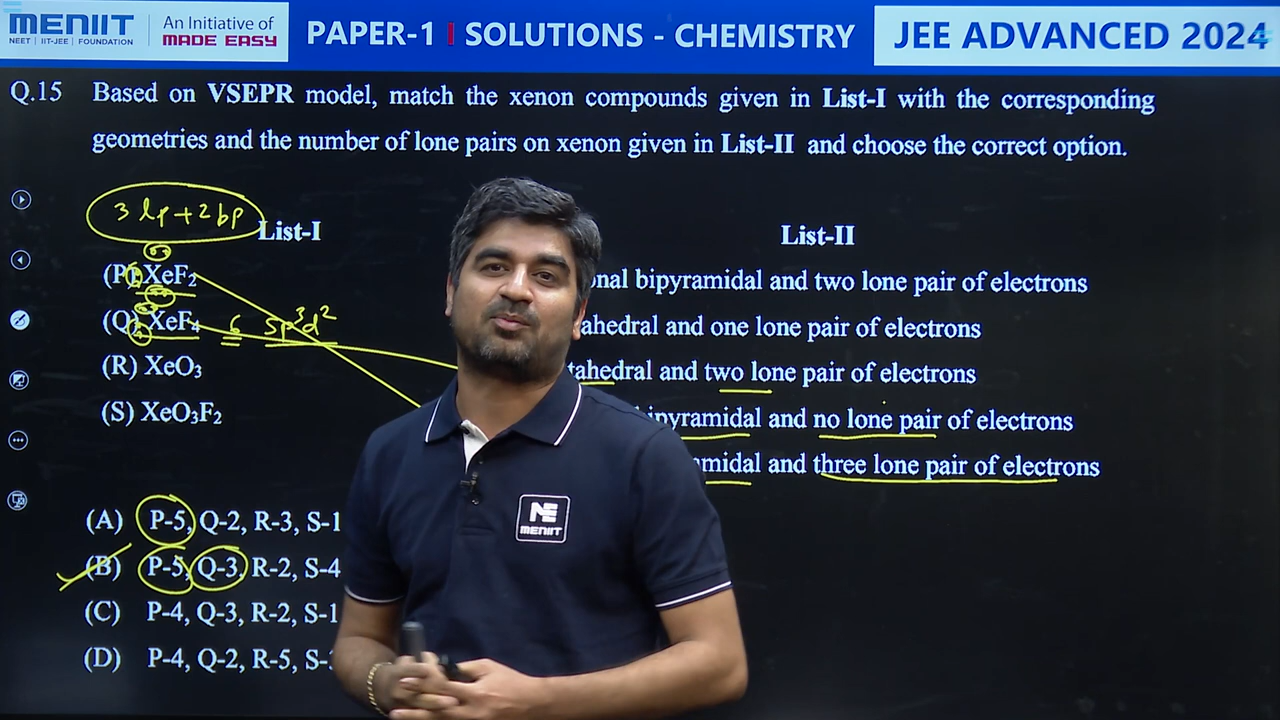 MENIIT
NEET | IIT-JEE | FOUNDATION
An Initiative of
MADE EASY
PAPER-1 | SOLUTIONS - CHEMISTRY
JEE ADVANCED 2024
Q.15 Based on VSEPR model, match the xenon compounds given in List-I with the corresponding
geometries and the number of lone pairs on xenon given in List-II and choose the correct option.
3 lp + 2 bp
List-I
List-II
(P) XeF₂
bipyramidal and two lone pair of electrons
(Q) XeF₄ 6 sp³d²
and one lone pair of electrons
(R) XeO₃
and two lone pair of electrons
(S) XeO₃F₂
and no lone pair of electrons
and three lone pair of electrons
(A) P-5, Q-2, R-3, S-1
(B) P-5, Q-3, R-2, S-4
(C) P-4, Q-3, R-2, S-1
(D) P-4, Q-2, R-5,
NE
MENIIT